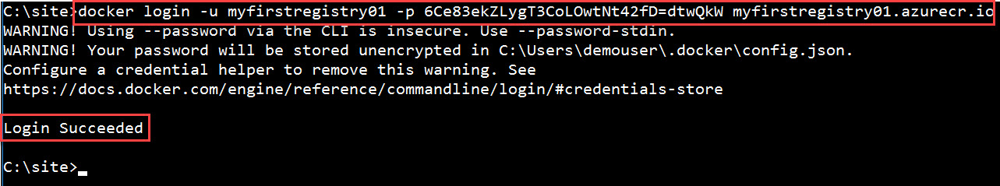 C:\site>docker login -u myfirstregistry01 -p 6Ce83ekZLygT3CoLOwtNt42fD=dtwQkW myfirstregistry01.azurecr.io
WARNING! Using --password via the CLI is insecure. Use --password-stdin.
WARNING! Your password will be stored unencrypted in C:\Users\demouser\.docker\config.json.
Configure a credential helper to remove this warning. See
https://docs.docker.com/engine/reference/commandline/login/#credentials-store
Login Succeeded
C:\site>_